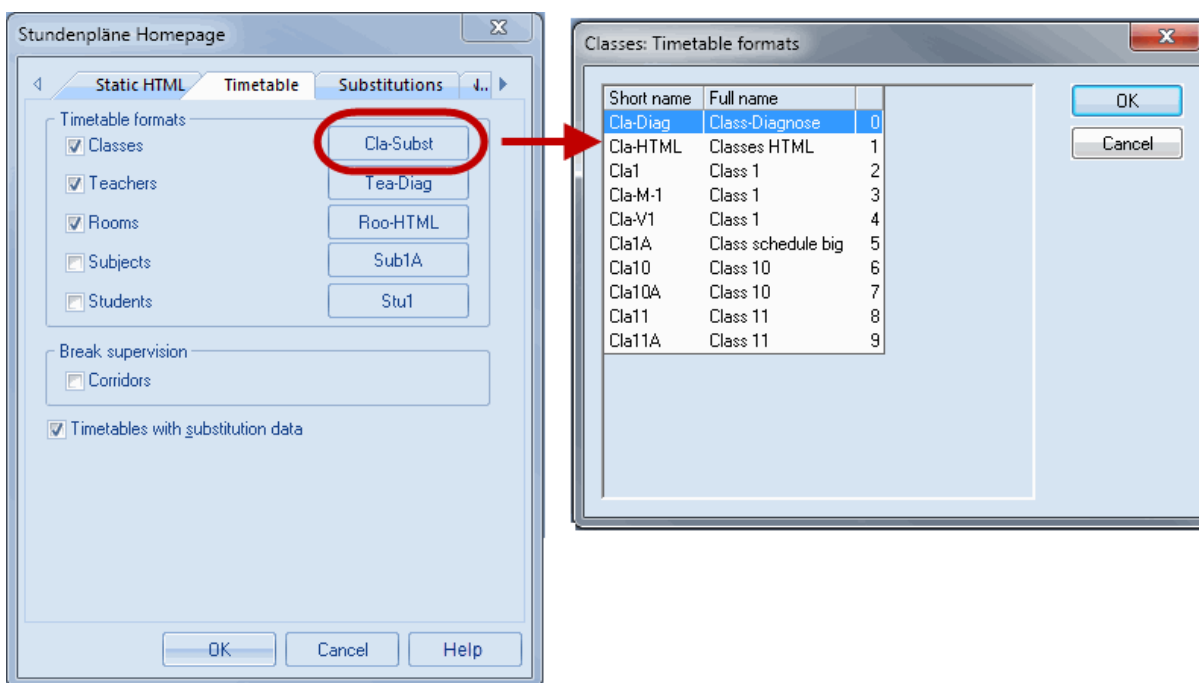 Stundenpläne Homepage
Static HTML Timetable Substitutions
Timetable formats
Classes Cla-Subst
Teachers Tea-Diag
Rooms Roo-HTML
Subjects Sub1A
Students Stu1
Break supervision
Corridors
Timetables with substitution data
OK Cancel Help
Classes: Timetable formats
Short name Full name
Cla-Diag Class-Diagnose 0
Cla-HTML Classes HTML 1
Cla1 Class 1 2
Cla-M-1 Class 1 3
Cla-V1 Class 1 4
Cla1A Class schedule big 5
Cla10 Class 10 6
Cla10A Class 10 7
Cla11 Class 11 8
Cla11A Class 11 9
OK
Cancel